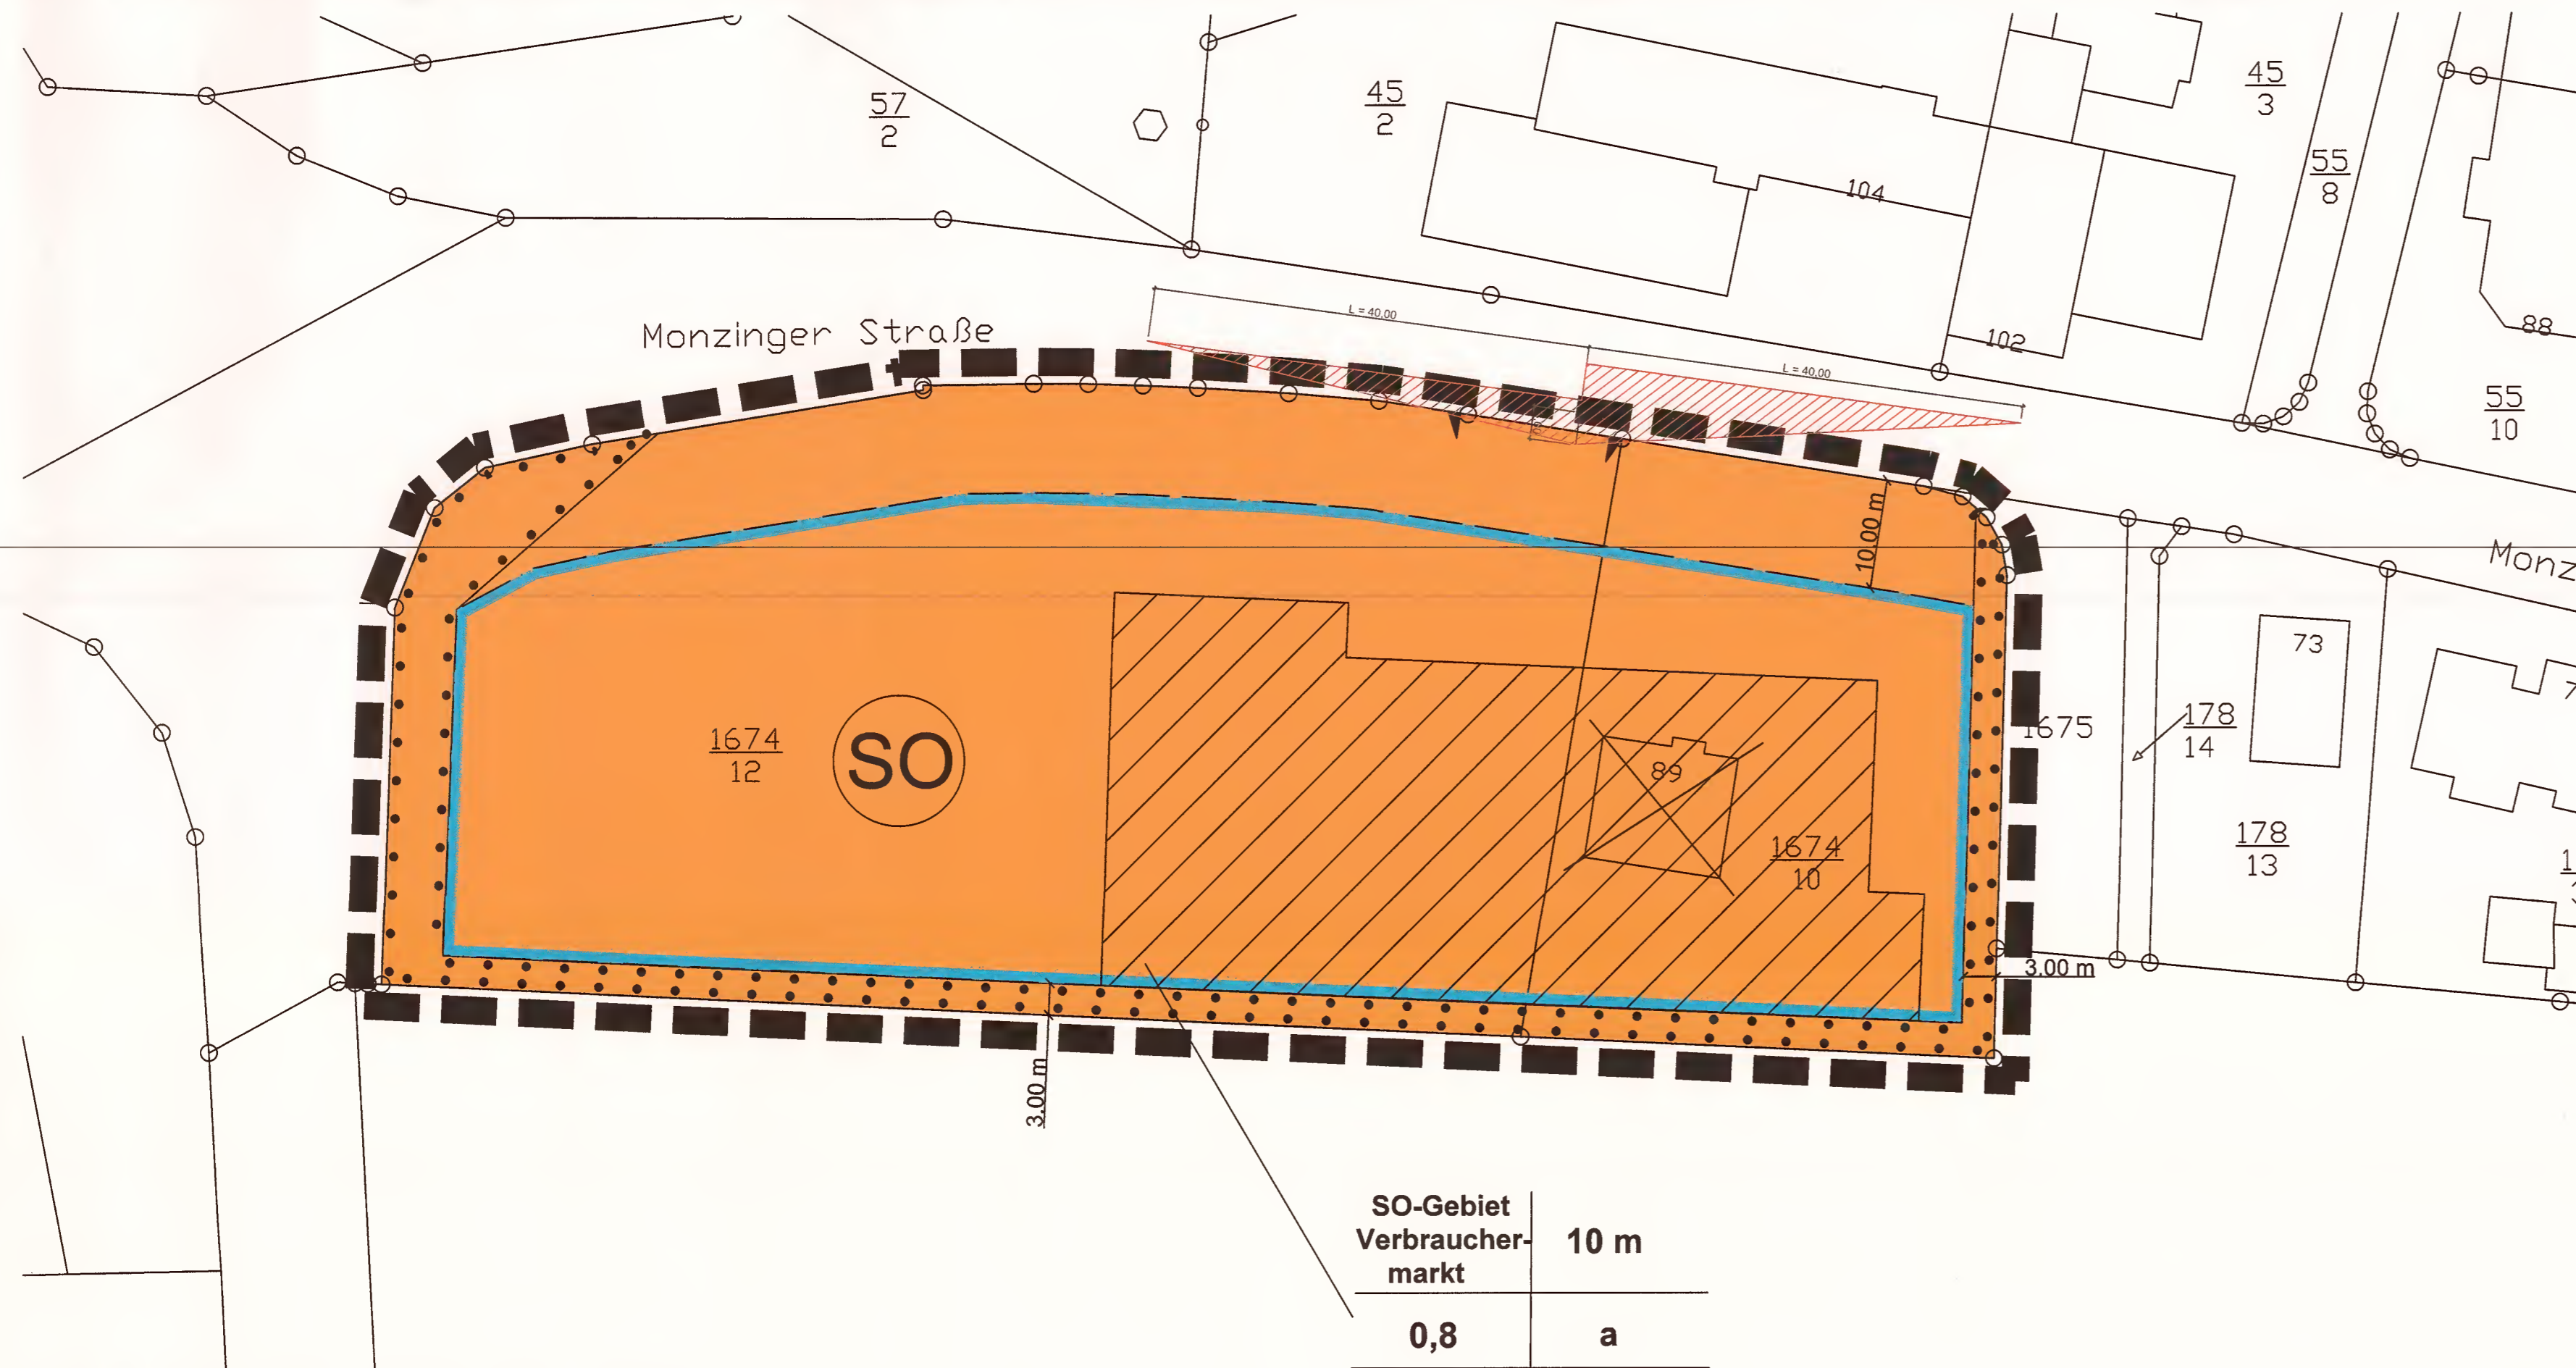 57
2
45
2
45
3
55
8
104
102
88
55
10
L = 40,00
L = 40,00
Monzinger Straße
10.00 m
Monz
73
1675
178
14
178
13
1674
12
SO
89
1674
10
3.00 m
3.00 m
SO-Gebiet
Verbraucher-
markt
10 m
0,8
a